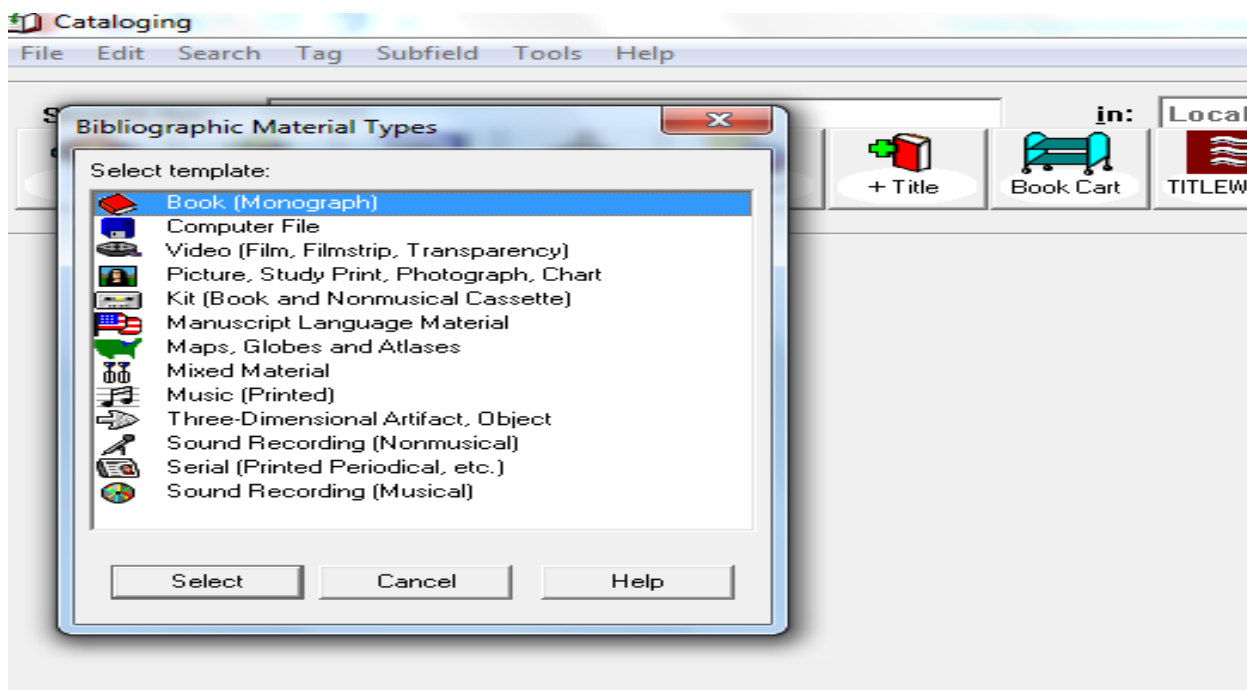 Cataloging
File Edit Search Tag Subfield Tools Help
in: Local
Bibliographic Material Types
+ Title Book Cart TITLEW
Select template:
Book (Monograph)
Computer File
Video (Film, Filmstrip, Transparency)
Picture, Study Print, Photograph, Chart
Kit (Book and Nonmusical Cassette)
Manuscript Language Material
Maps, Globes and Atlases
Mixed Material
Music (Printed)
Three-Dimensional Artifact, Object
Sound Recording (Nonmusical)
Serial (Printed Periodical, etc.)
Sound Recording (Musical)
Select Cancel Help